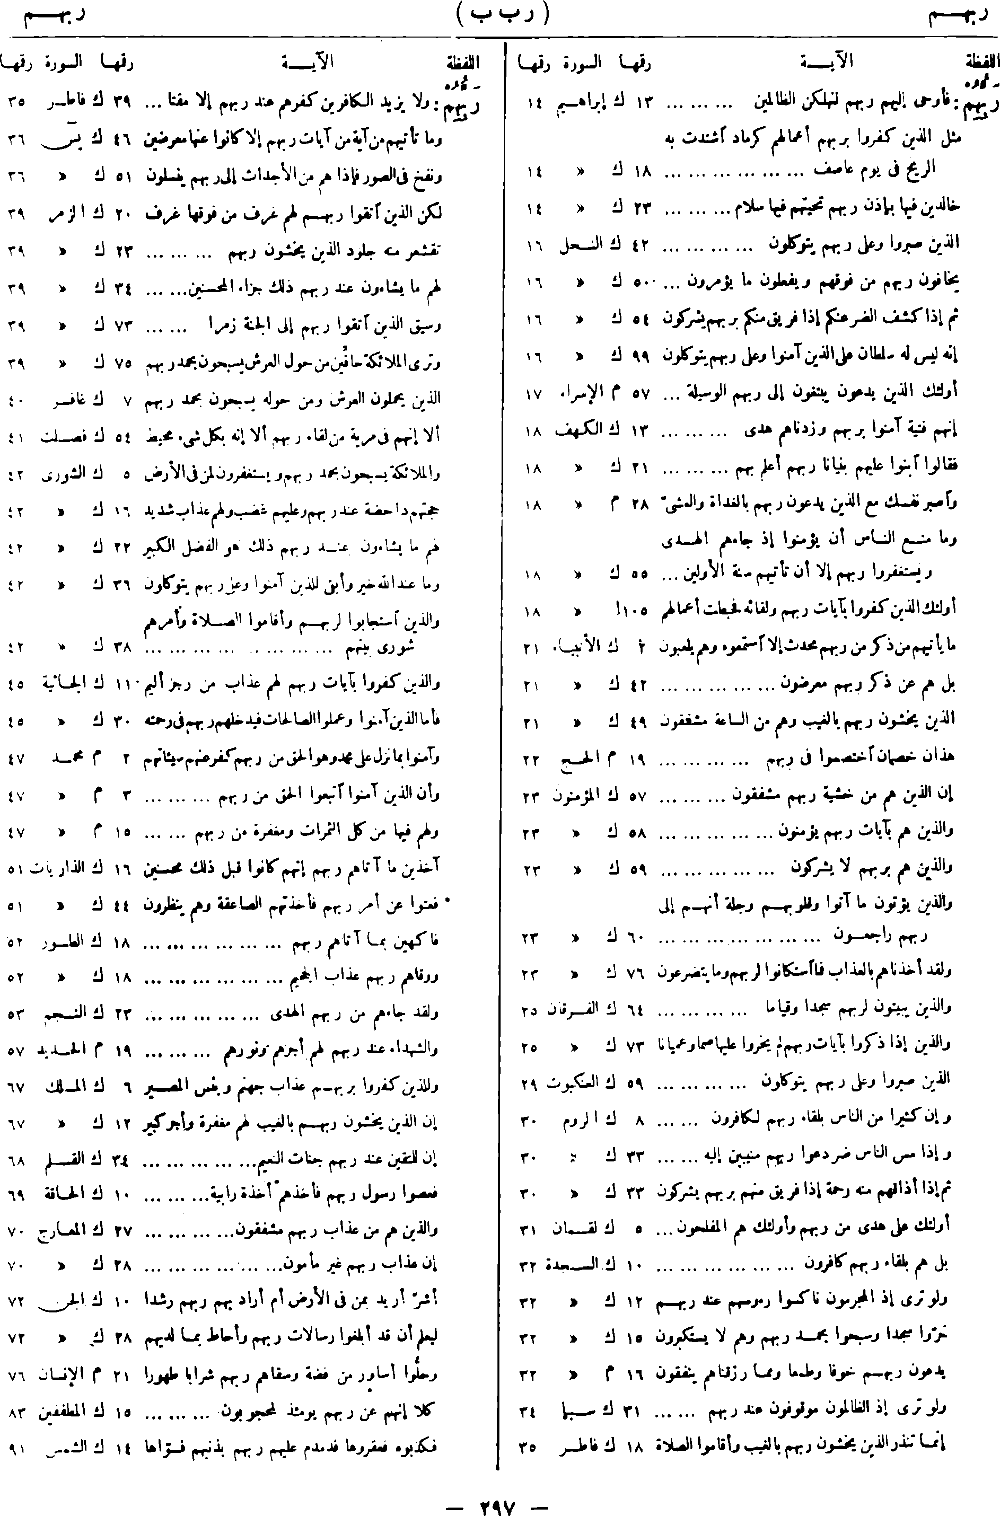 ربهم ( ر ب ب ) ربهم
اللفظة الآية رقمها السورة رقمها
ربهم : فأوحى إليهم ربهم لنهلكن الظالمين ... ... ... ١٣ ك إبراهيم ١٤
مثل الذين كفروا بربهم أعمالهم كرماد آشتدت به
الريح فى يوم عاصف ... ... ... ... ... ... ١٨ ك » ١٤
خالدين فيها بإذن ربهم تحيتهم فيها سلام ... ... ... ٢٣ ك » ١٤
الذين صبروا وعلى ربهم يتوكلون ... ... ... ... ٤٢ ك النحل ١٦
يخافون ربهم من فوقهم ويفعلون ما يؤمرون ... ٥٠ ك » ١٦
ثم إذا كشف الضر عنكم إذا فريق منكم بربهم يشركون ٥٤ ك » ١٦
إنه ليس له سلطان على الذين آمنوا وعلى ربهم يتوكلون ٩٩ ك » ١٦
أولئك الذين يدعون يبتغون إلى ربهم الوسيلة ... ٥٧ م الإسراء ١٧
إنهم فتية آمنوا بربهم وزدناهم هدى ... ... ... ١٣ ك الكهف ١٨
فقالوا آبنوا عليهم بنيانا ربهم أعلم بهم ... ... ... ٢١ ك » ١٨
وآصبر نفسك مع الذين يدعون ربهم بالغداة والعشىّ ٢٨ م » ١٨
وما منع الناس أن يؤمنوا إذ جاءهم الهدى
ويستغفروا ربهم إلا أن تأتيهم سنة الأولين ... ٥٥ ك » ١٨
أولئك الذين كفروا بآيات ربهم ولقائه فحبطت أعمالهم ١٠٥ » ١٨
ما يأتيهم من ذكر من ربهم محدث إلا آستمعوه وهم يلعبون ٢ ك الأنبياء ٢١
بل هم عن ذكر ربهم معرضون ... ... ... ... ... ٤٢ ك » ٢١
الذين يخشون ربهم بالغيب وهم من الساعة مشفقون ٤٩ ك » ٢١
هذان خصمان آختصموا فى ربهم ... ... ... ... ١٩ م الحج ٢٢
إن الذين هم من خشية ربهم مشفقون ... ... ... ... ٥٧ ك المؤمنون ٢٣
والذين هم بآيات ربهم يؤمنون ... ... ... ... ... ٥٨ ك » ٢٣
والذين هم بربهم لا يشركون ... ... ... ... ... ٥٩ ك » ٢٣
والذين يؤتون ما آتوا وقلوبهم وجلة أنهم إلى
ربهم راجعون ... ... ... ... ... ... ... ٦٠ ك » ٢٣
ولقد أخذناهم بالعذاب فما آستكانوا لربهم وما يتضرعون ٧٦ ك » ٢٣
والذين يبيتون لربهم سجدا وقياما ... ... ... ... ٦٤ ك الفرقان ٢٥
والذين إذا ذكروا بآيات ربهم لم يخروا عليها صما وعميانا ٧٣ ك » ٢٥
الذين صبروا وعلى ربهم يتوكلون ... ... ... ... ٥٩ ك العنكبوت ٢٩
وإن كثيرا من الناس بلقاء ربهم لكافرون ... ... ٨ ك الروم ٣٠
وإذا مس الناس ضر دعوا ربهم منيبين إليه ... ... ٣٣ ك » ٣٠
ثم إذا أذاقهم منه رحمة إذا فريق منهم بربهم يشركون ٣٣ ك » ٣٠
أولئك على هدى من ربهم وأولئك هم المفلحون ... ٥ ك لقمان ٣١
بل هم بلقاء ربهم كافرون ... ... ... ... ... ... ١٠ ك السجدة ٣٢
ولو ترى إذ المجرمون ناكسوا رءوسهم عند ربهم ١٢ ك » ٣٢
خرّوا سجدا وسبحوا بحمد ربهم وهم لا يستكبرون ١٥ ك » ٣٢
يدعون ربهم خوفا وطمعا ومما رزقناهم ينفقون ١٦ م » ٣٢
ولو ترى إذ الظالمون موقوفون عند ربهم ... ... ٣١ ك سبإ ٣٤
إنما تنذر الذين يخشون ربهم بالغيب وأقاموا الصلاة ١٨ ك فاطر ٣٥
اللفظة الآية رقمها السورة رقمها
ربهم : ولا يزيد الكافرين كفرهم عند ربهم إلا مقتا ... ٣٩ ك فاطر ٣٥
وما تأتيهم من آية من آيات ربهم إلا كانوا عنها معرضين ٤٦ ك يسٓ ٣٦
ونفخ فى الصور فإذا هم من الأجداث إلى ربهم ينسلون ٥١ ك » ٣٦
لكن الذين آتقوا ربهم لهم غرف من فوقها غرف ٢٠ ك الزمر ٣٩
تقشعر منه جلود الذين يخشون ربهم ... ... ... ٢٣ ك » ٣٩
لهم ما يشاءون عند ربهم ذلك جزاء المحسنين ... ... ٣٤ ك » ٣٩
وسيق الذين آتقوا ربهم إلى الجنة زمرا ... ... ٧٣ ك » ٣٩
وترى الملائكة حافّين من حول العرش يسبحون بحمد ربهم ٧٥ ك » ٣٩
الذين يحملون العرش ومن حوله يسبحون بحمد ربهم ٧ ك غافر ٤٠
ألا إنهم فى مرية من لقاء ربهم ألا إنه بكل شىء محيط ٥٤ ك فصلت ٤١
والملائكة يسبحون بحمد ربهم ويستغفرون لمن فى الأرض ٥ ك الشورى ٤٢
حجتهم داحضة عند ربهم وعليهم غضب ولهم عذاب شديد ١٦ ك » ٤٢
لهم ما يشاءون عند ربهم ذلك هو الفضل الكبير ٢٢ ك » ٤٢
وما عند الله خير وأبقى للذين آمنوا وعلى ربهم يتوكلون ٣٦ ك » ٤٢
والذين آستجابوا لربهم وأقاموا الصلاة وأمرهم
شورى بينهم ... ... ... ... ... ... ... ٣٨ ك » ٤٢
والذين كفروا بآيات ربهم لهم عذاب من رجز أليم ١١ ك الجاثية ٤٥
فأما الذين آمنوا وعملوا الصالحات فيدخلهم ربهم فى رحمته ٣٠ ك » ٤٥
وآمنوا بما نزل على محمد وهو الحق من ربهم كفر عنهم سيئاتهم ٢ م محمد ٤٧
وأن الذين آمنوا آتبعوا الحق من ربهم ... ... ... ٣ م » ٤٧
ولهم فيها من كل الثمرات ومغفرة من ربهم ... ... ١٥ م » ٤٧
آخذين ما آتاهم ربهم إنهم كانوا قبل ذلك محسنين ١٦ ك الذاريات ٥١
فعتوا عن أمر ربهم فأخذتهم الصاعقة وهم ينظرون ٤٤ ك » ٥١
فاكهين بما آتاهم ربهم ... ... ... ... ... ... ١٨ ك الطور ٥٢
ووقاهم ربهم عذاب الجحيم ... ... ... ... ... ١٨ ك » ٥٢
ولقد جاءهم من ربهم الهدى ... ... ... ... ... ٢٣ ك النجم ٥٣
والشهداء عند ربهم لهم أجرهم ونورهم ... ... ... ١٩ م الحديد ٥٧
وللذين كفروا بربهم عذاب جهنم وبئس المصير ٦ ك الملك ٦٧
إن الذين يخشون ربهم بالغيب لهم مغفرة وأجر كبير ١٢ ك » ٦٧
إن للمتقين عند ربهم جنات النعيم ... ... ... ... ٣٤ ك القلم ٦٨
فعصوا رسول ربهم فأخذهم أخذة رابية ... ... ... ١٠ ك الحاقة ٦٩
والذين هم من عذاب ربهم مشفقون ... ... ... ... ٢٧ ك المعارج ٧٠
إن عذاب ربهم غير مأمون ... ... ... ... ... ... ٢٨ ك » ٧٠
أشرّ أريد بمن فى الأرض أم أراد بهم ربهم رشدا ١٠ ك الجن ٧٢
ليعلم أن قد أبلغوا رسالات ربهم وأحاط بما لديهم ٢٨ ك » ٧٢
وحلُّوا أساور من فضة وسقاهم ربهم شرابا طهورا ٢١ م الإنسان ٧٦
كلا إنهم عن ربهم يومئذ لمحجوبون ... ... ... ١٥ ك المطففين ٨٣
فكذبوه فعقروها فدمدم عليهم ربهم بذنبهم فسوّاها ١٤ ك الشمس ٩١
— ٢٩٧ —